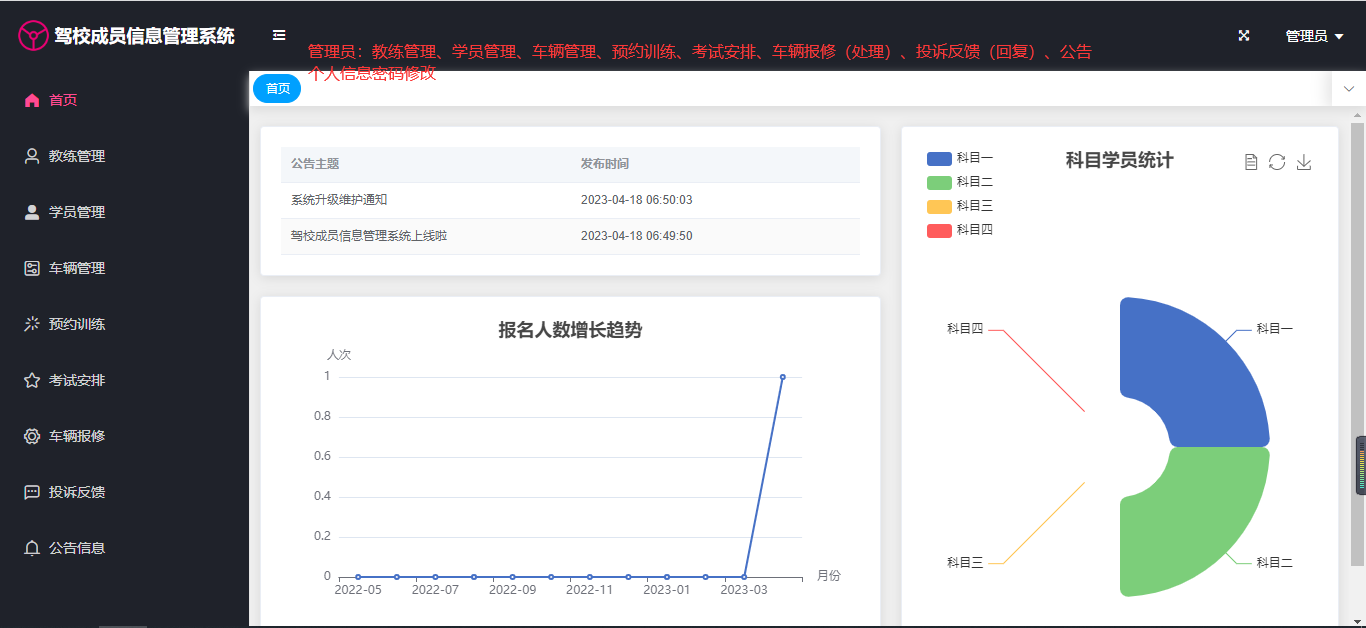 驾校成员信息管理系统
管理员
管理员：教练管理、学员管理、车辆管理、预约训练、考试安排、车辆报修（处理）、投诉反馈（回复）、公告
个人信息密码修改
首页
首页
教练管理
学员管理
车辆管理
预约训练
考试安排
车辆报修
投诉反馈
公告信息
公告主题 发布时间
系统升级维护通知 2023-04-18 06:50:03
驾校成员信息管理系统上线啦 2023-04-18 06:49:50
报名人数增长趋势
人次
1
0.8
0.6
0.4
0.2
0
2022-05 2022-07 2022-09 2022-11 2023-01 2023-03
月份
科目学员统计
科目一
科目二
科目三
科目四
科目四 科目一
科目三 科目二